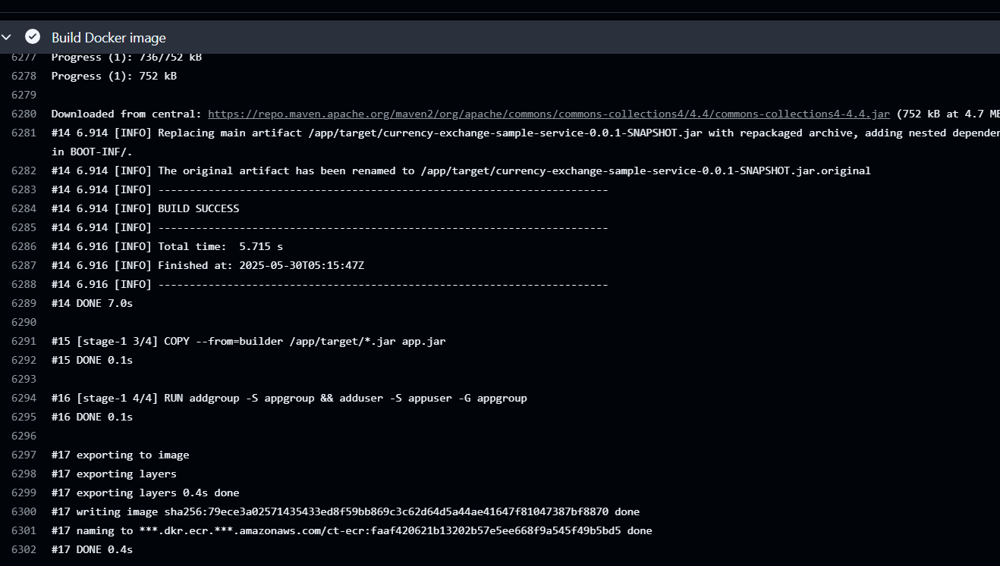 Build Docker image
6277 Progress (1): 736/752 kB
6278 Progress (1): 752 kB
6279
6280 Downloaded from central: https://repo.maven.apache.org/maven2/org/apache/commons/commons-collections4/4.4/commons-collections4-4.4.jar (752 kB at 4.7 MB
6281 #14 6.914 [INFO] Replacing main artifact /app/target/currency-exchange-sample-service-0.0.1-SNAPSHOT.jar with repackaged archive, adding nested dependen
in BOOT-INF/.
6282 #14 6.914 [INFO] The original artifact has been renamed to /app/target/currency-exchange-sample-service-0.0.1-SNAPSHOT.jar.original
6283 #14 6.914 [INFO] ------------------------------------------------------------------------
6284 #14 6.914 [INFO] BUILD SUCCESS
6285 #14 6.914 [INFO] ------------------------------------------------------------------------
6286 #14 6.916 [INFO] Total time:  5.715 s
6287 #14 6.916 [INFO] Finished at: 2025-05-30T05:15:47Z
6288 #14 6.916 [INFO] ------------------------------------------------------------------------
6289 #14 DONE 7.0s
6290
6291 #15 [stage-1 3/4] COPY --from=builder /app/target/*.jar app.jar
6292 #15 DONE 0.1s
6293
6294 #16 [stage-1 4/4] RUN addgroup -S appgroup && adduser -S appuser -G appgroup
6295 #16 DONE 0.1s
6296
6297 #17 exporting to image
6298 #17 exporting layers
6299 #17 exporting layers 0.4s done
6300 #17 writing image sha256:79ece3a02571435433ed8f59bb869c3c62d64d5a44ae41647f81047387bf8870 done
6301 #17 naming to ***.dkr.ecr.***.amazonaws.com/ct-ecr:faaf420621b13202b57e5ee668f9a545f49b5bd5 done
6302 #17 DONE 0.4s